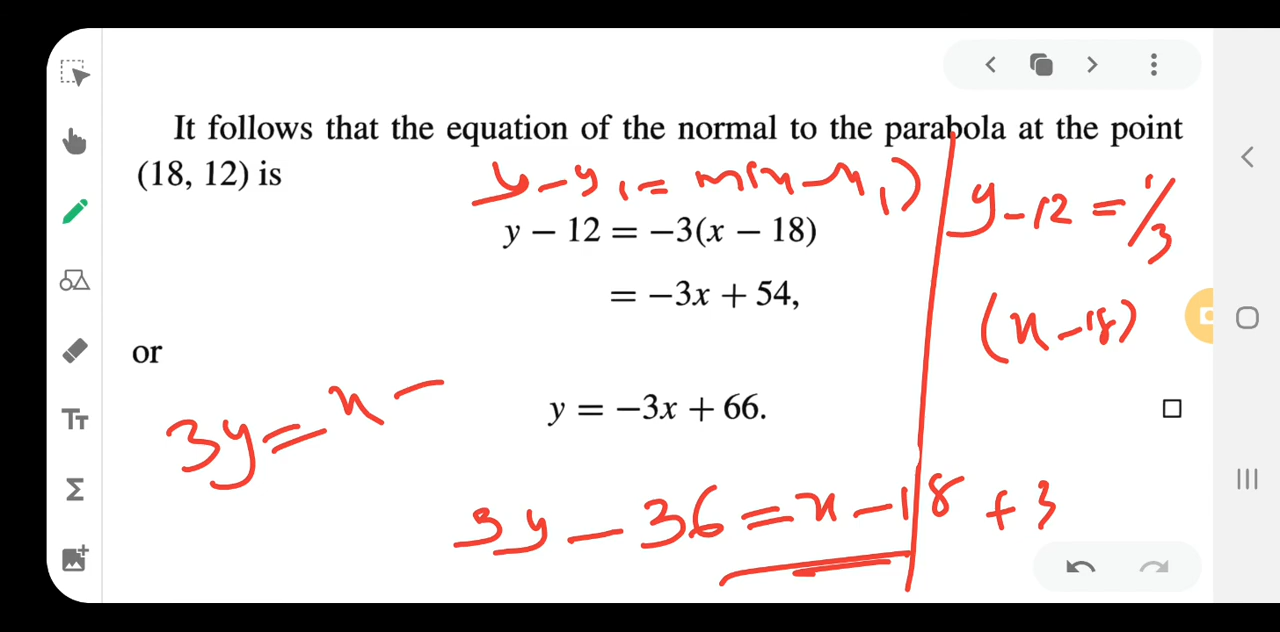 It follows that the equation of the normal to the parabola at the point
(18, 12) is
y - y₁ = m(x - x₁)
y − 12 = −3(x − 18)
= −3x + 54,
or
y = −3x + 66.
y - 12 = 1/3
(x - 18)
3y = x -
3y - 36 = x - 18 + 3
TT
Σ